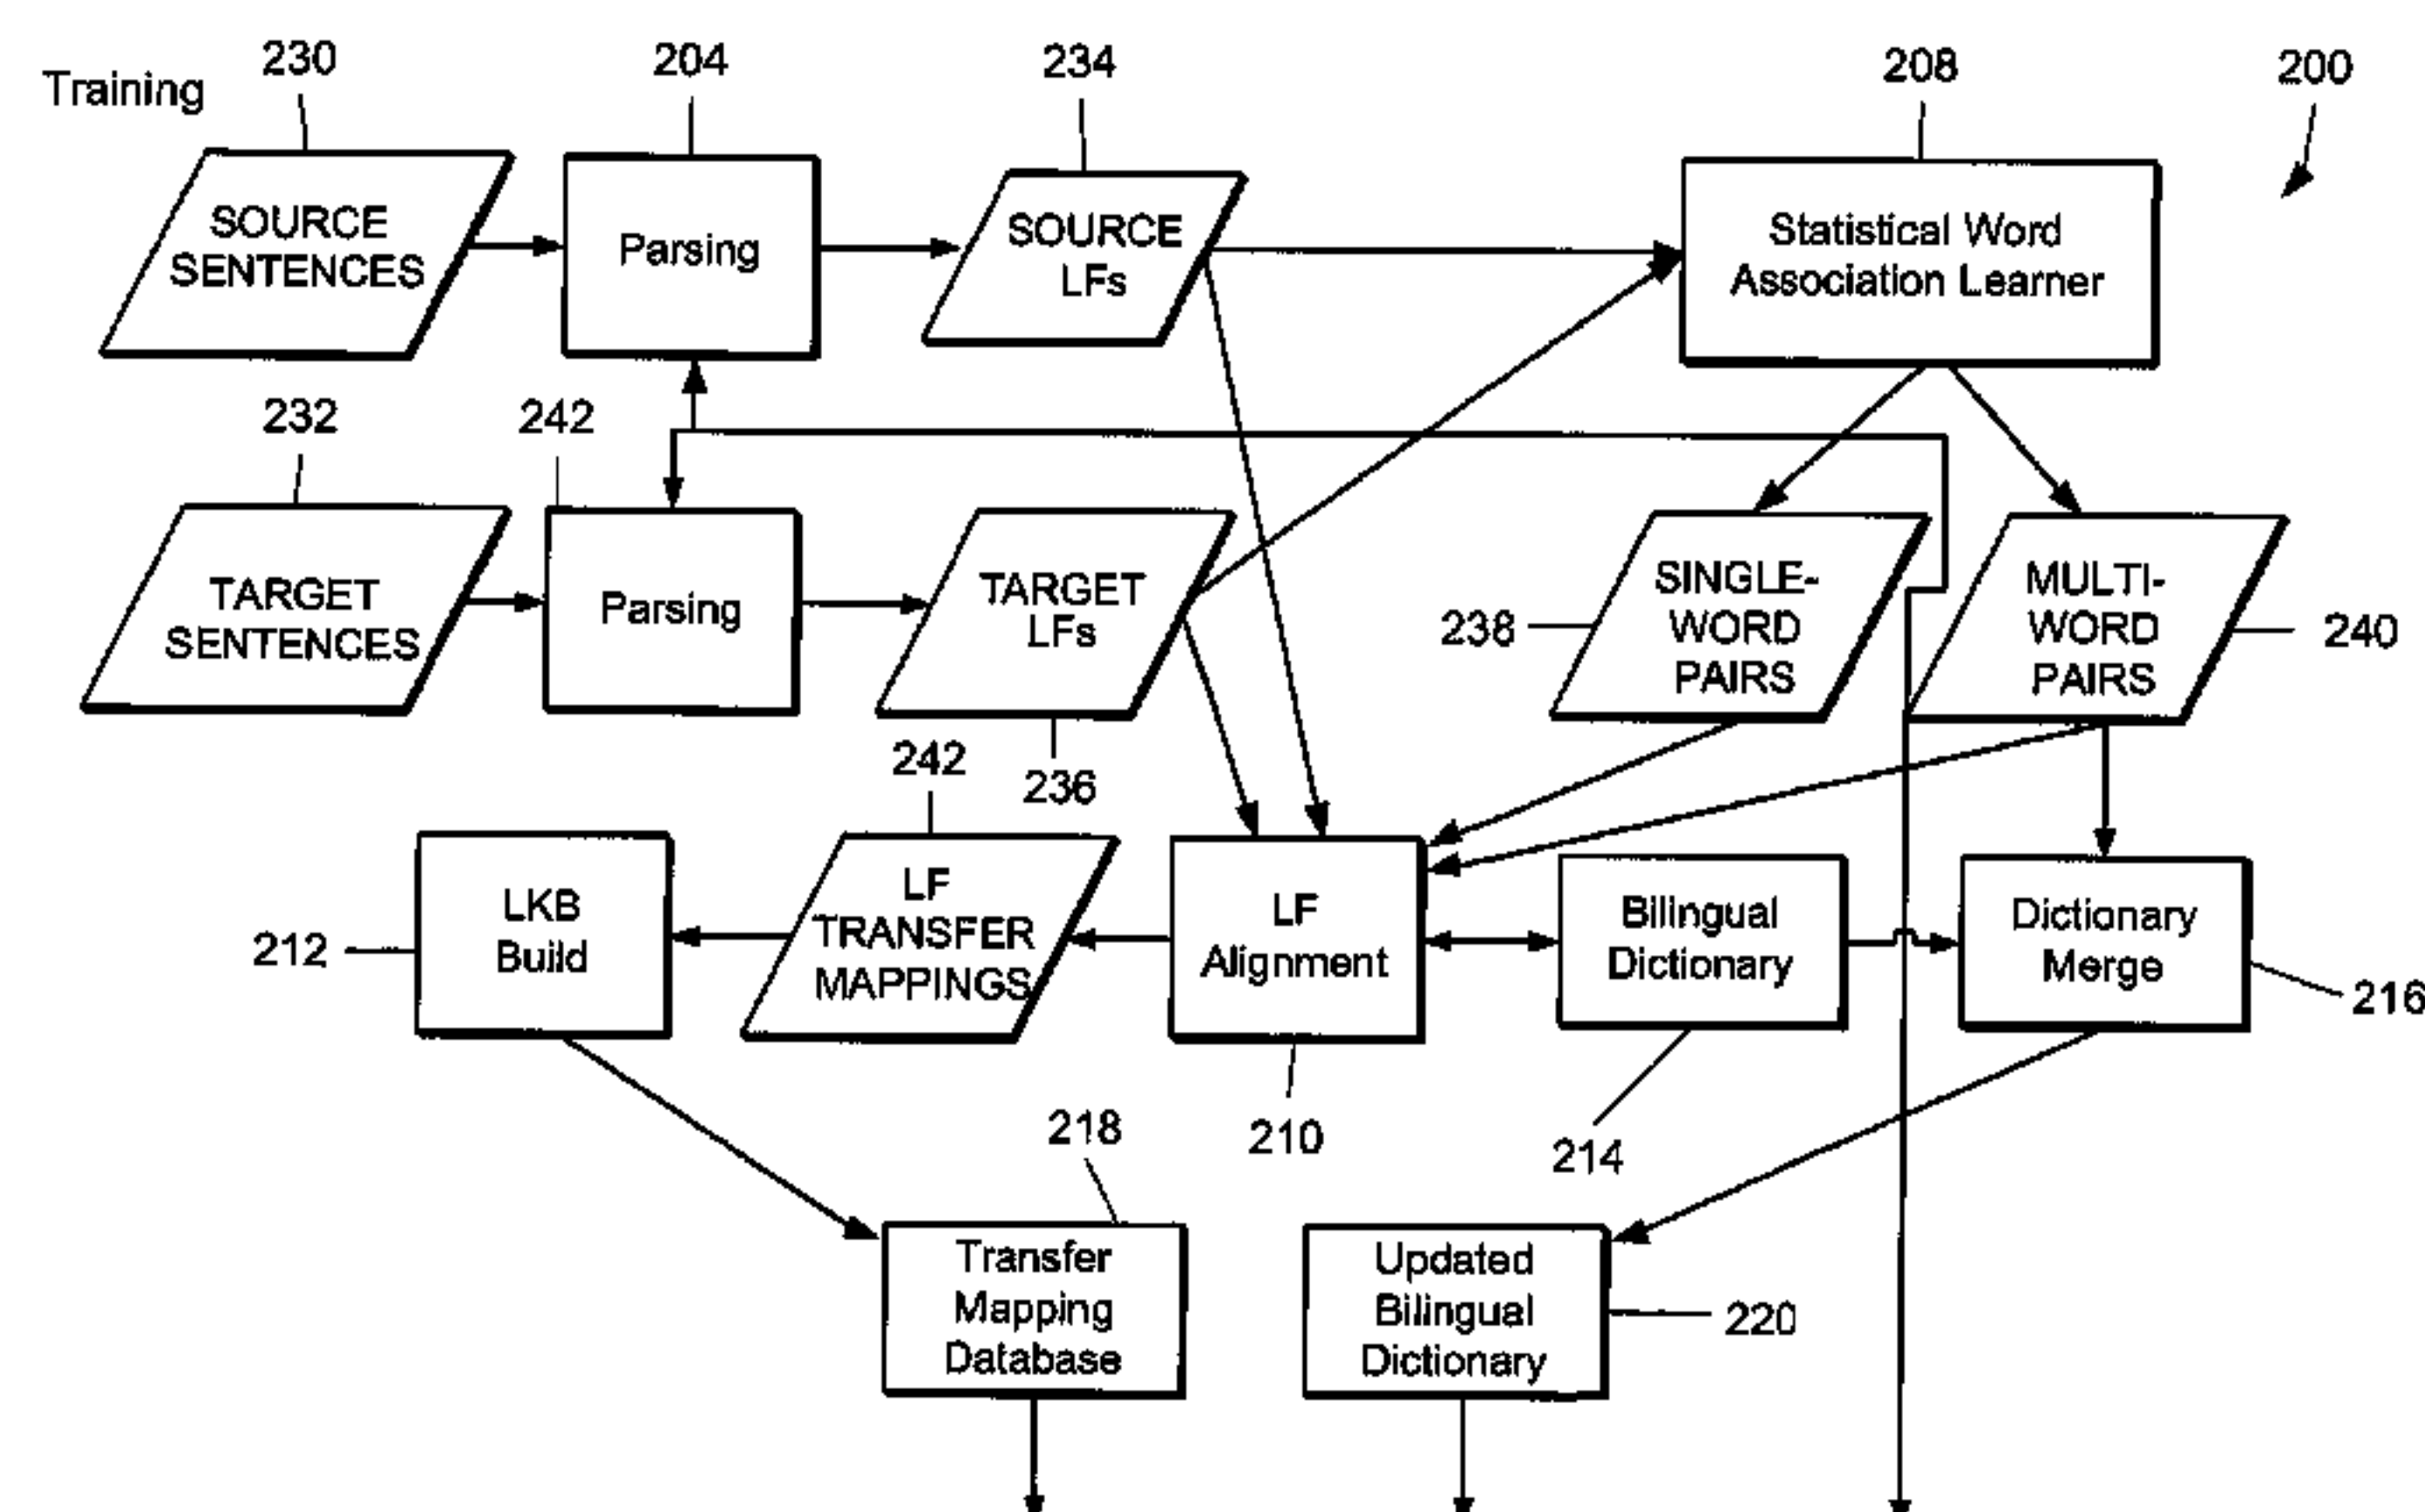 Training
230
204
234
208
200
SOURCE
SENTENCES
Parsing
SOURCE
LFs
Statistical Word
Association Learner
232
242
TARGET
SENTENCES
Parsing
TARGET
LFs
238
SINGLE-
WORD
PAIRS
MULTI-
WORD
PAIRS
240
242
236
212
LKB
Build
LF
TRANSFER
MAPPINGS
LF
Alignment
Bilingual
Dictionary
Dictionary
Merge
216
218
210
214
Transfer
Mapping
Database
Updated
Bilingual
Dictionary
220